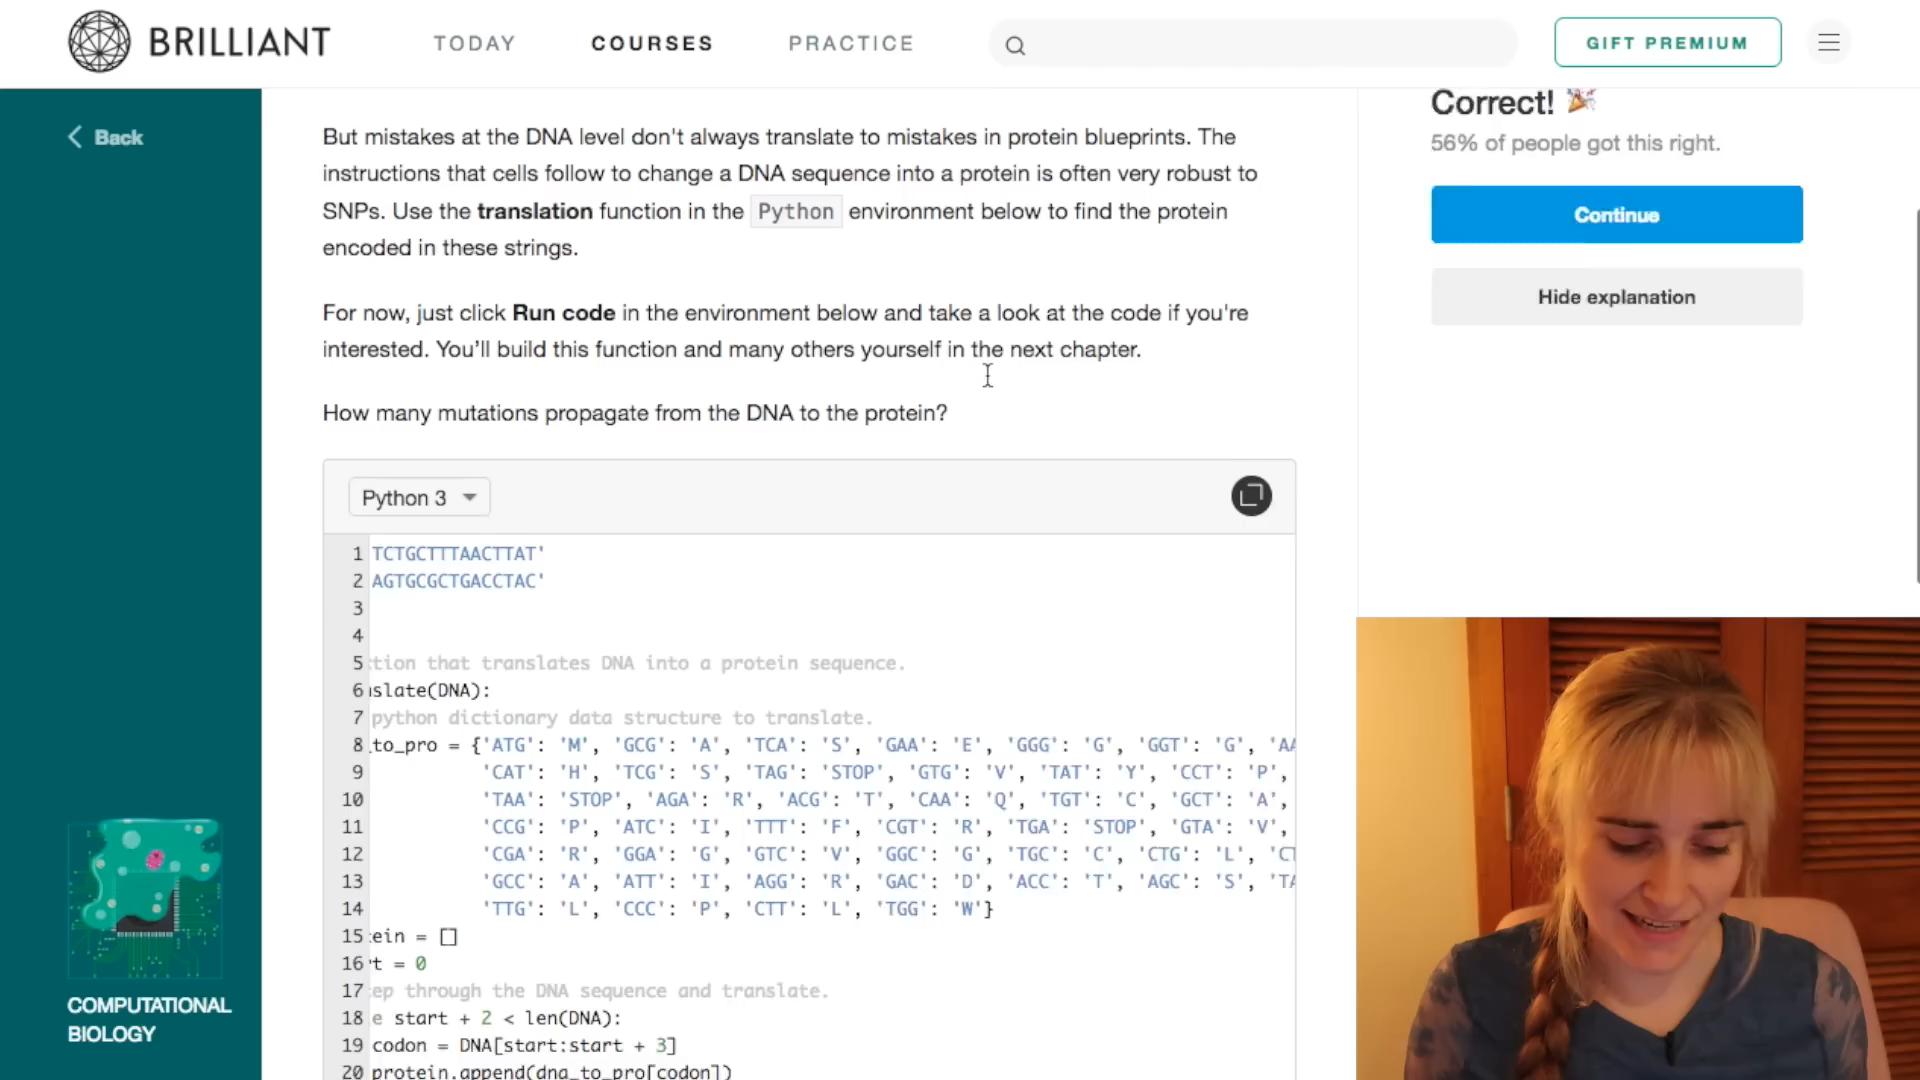 BRILLIANT
TODAY
COURSES
PRACTICE
GIFT PREMIUM
Back
But mistakes at the DNA level don't always translate to mistakes in protein blueprints. The
instructions that cells follow to change a DNA sequence into a protein is often very robust to
SNPs. Use the translation function in the Python environment below to find the protein
encoded in these strings.
For now, just click Run code in the environment below and take a look at the code if you're
interested. You'll build this function and many others yourself in the next chapter.
How many mutations propagate from the DNA to the protein?
Python 3
1 TCTGCTTTAACTTAT'
2 AGTGCGCTGACCTAC'
3
4
5 tion that translates DNA into a protein sequence.
6 slate(DNA):
7 python dictionary data structure to translate.
8 _to_pro = {'ATG': 'M', 'GCG': 'A', 'TCA': 'S', 'GAA': 'E', 'GGG': 'G', 'GGT': 'G', 'AA
9 'CAT': 'H', 'TCG': 'S', 'TAG': 'STOP', 'GTG': 'V', 'TAT': 'Y', 'CCT': 'P',
10 'TAA': 'STOP', 'AGA': 'R', 'ACG': 'T', 'CAA': 'Q', 'TGT': 'C', 'GCT': 'A',
11 'CCG': 'P', 'ATC': 'I', 'TTT': 'F', 'CGT': 'R', 'TGA': 'STOP', 'GTA': 'V',
12 'CGA': 'R', 'GGA': 'G', 'GTC': 'V', 'GGC': 'G', 'TGC': 'C', 'CTG': 'L', 'CT
13 'GCC': 'A', 'ATT': 'I', 'AGG': 'R', 'GAC': 'D', 'ACC': 'T', 'AGC': 'S', 'TA
14 'TTG': 'L', 'CCC': 'P', 'CTT': 'L', 'TGG': 'W'}
15 ein = []
16 t = 0
17 ep through the DNA sequence and translate.
18 e start + 2 < len(DNA):
19 codon = DNA[start:start + 3]
20 protein.append(dna_to_pro[codon])
COMPUTATIONAL
BIOLOGY
Correct!
56% of people got this right.
Continue
Hide explanation